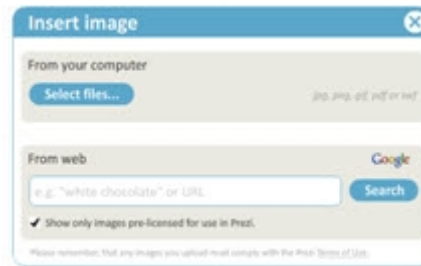 Insert image
From your computer
Select files...
jpg, png, gif, pdf or swf
From web
Google
e.g. "white chocolate" or URL
Search
✔ Show only images pre-licensed for use in Prezi.
Please remember, that any images you upload must comply with the Prezi Terms of Use.